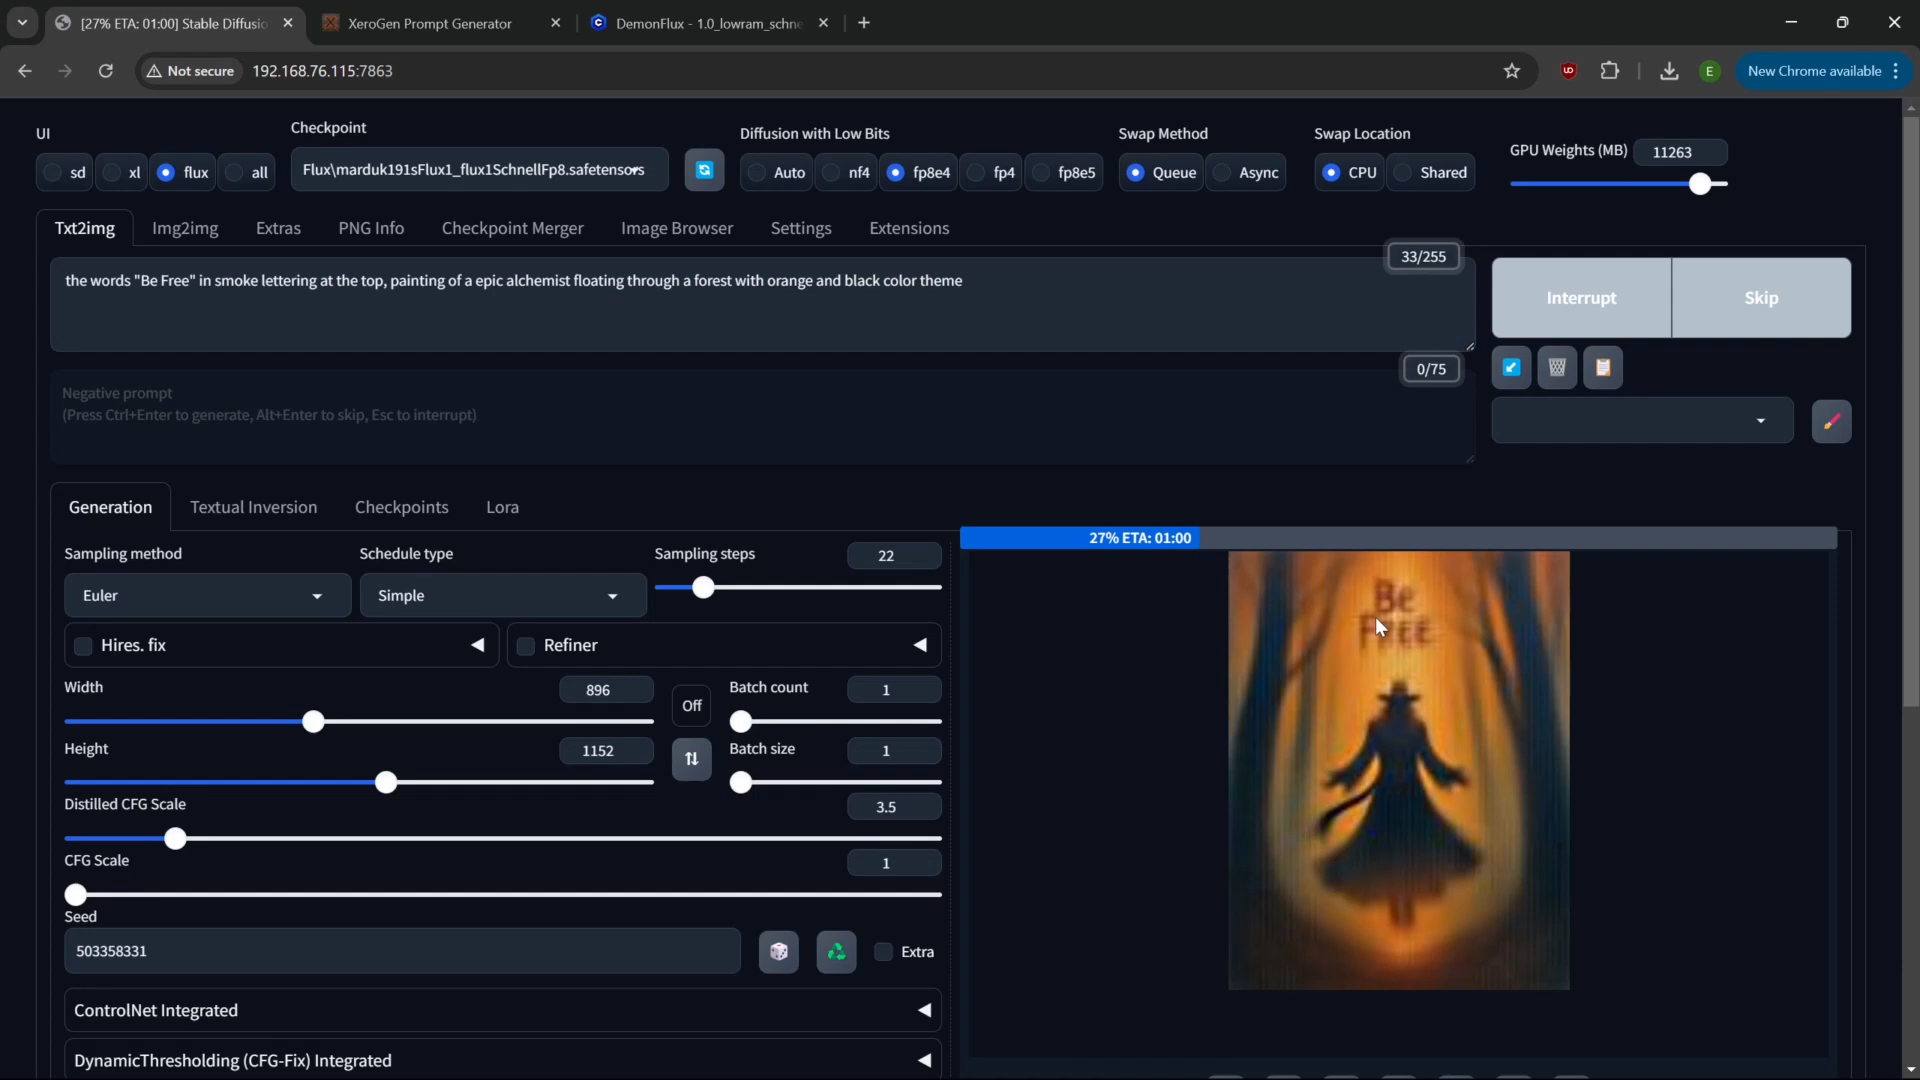 [27% ETA: 01:00] Stable Diffusio
XeroGen Prompt Generator
DemonFlux - 1.0_lowram_schne
Not secure
192.168.76.115:7863
E
New Chrome available
UI
sd
xl
flux
all
Checkpoint
Flux\marduk191sFlux1_flux1SchnellFp8.safetensors
Diffusion with Low Bits
Auto
nf4
fp8e4
fp4
fp8e5
Swap Method
Queue
Async
Swap Location
CPU
Shared
GPU Weights (MB)
11263
Txt2img
Img2img
Extras
PNG Info
Checkpoint Merger
Image Browser
Settings
Extensions
33/255
the words "Be Free" in smoke lettering at the top, painting of a epic alchemist floating through a forest with orange and black color theme
Interrupt
Skip
0/75
Negative prompt
(Press Ctrl+Enter to generate, Alt+Enter to skip, Esc to interrupt)
Generation
Textual Inversion
Checkpoints
Lora
Sampling method
Euler
Schedule type
Simple
Sampling steps
22
Hires. fix
Refiner
Width
896
Off
Batch count
1
Height
1152
Batch size
1
Distilled CFG Scale
3.5
CFG Scale
1
Seed
503358331
Extra
ControlNet Integrated
DynamicThresholding (CFG-Fix) Integrated
27% ETA: 01:00
Be
Free